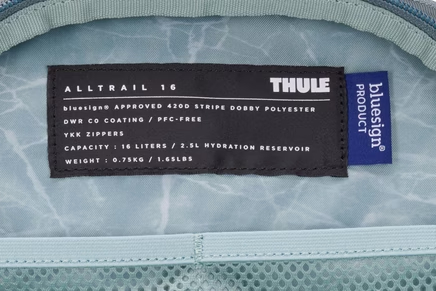 ALLTRAIL 16
THULE
bluesign® APPROVED 420D STRIPE DOBBY POLYESTER
DWR C0 COATING / PFC-FREE
YKK ZIPPERS
CAPACITY : 16 LITERS / 2.5L HYDRATION RESERVOIR
WEIGHT : 0.75KG / 1.65LBS
bluesign®
PRODUCT